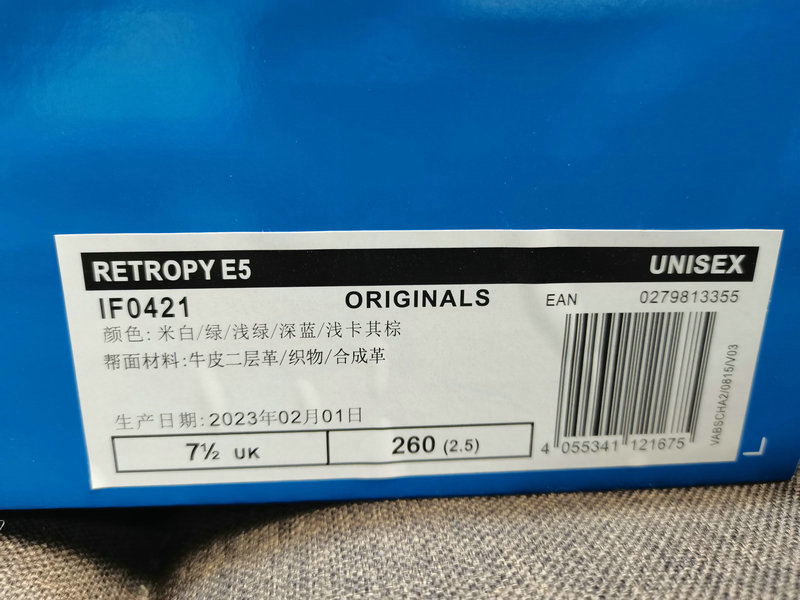 RETROPY E5 UNISEX
IF0421 ORIGINALS EAN 0279813355
颜色: 米白/绿/浅绿/深蓝/浅卡其棕
帮面材料:牛皮二层革/织物/合成革
生产日期:2023年02月01日
7½ UK 260 (2.5)
4 055341 121675
VABSCHA2/0815/V03